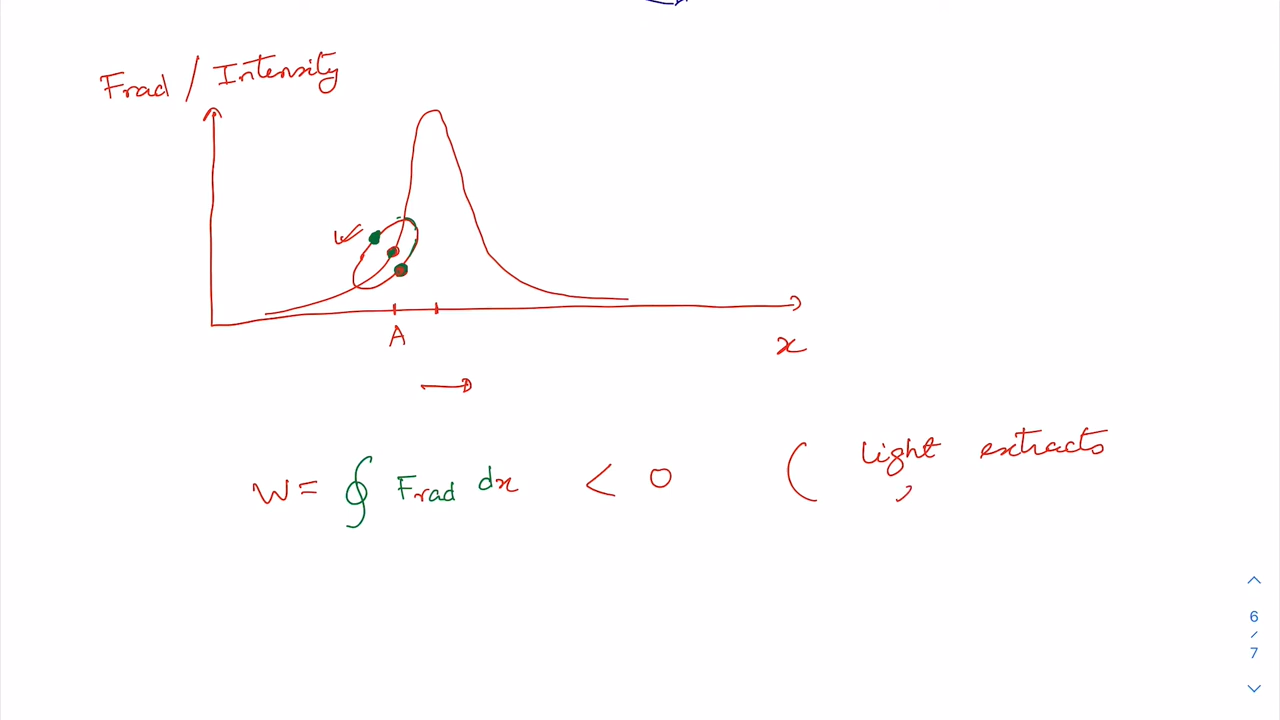 Frad / Intensity
A
x
W = ∮ Frad dx < 0 ( light extracts
6
/
7